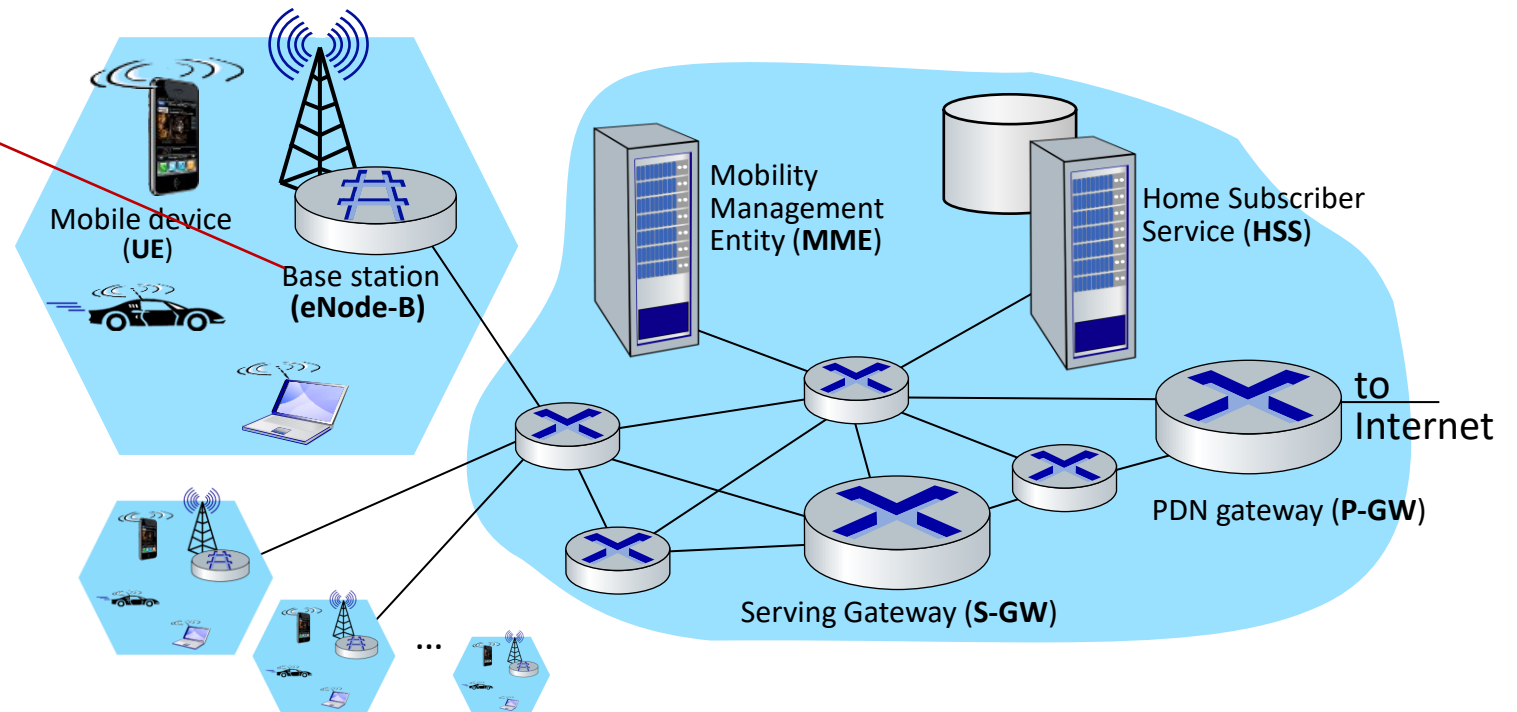 Mobile device
(UE)
Base station
(eNode-B)
Mobility
Management
Entity (MME)
Home Subscriber
Service (HSS)
to
Internet
PDN gateway (P-GW)
Serving Gateway (S-GW)
...